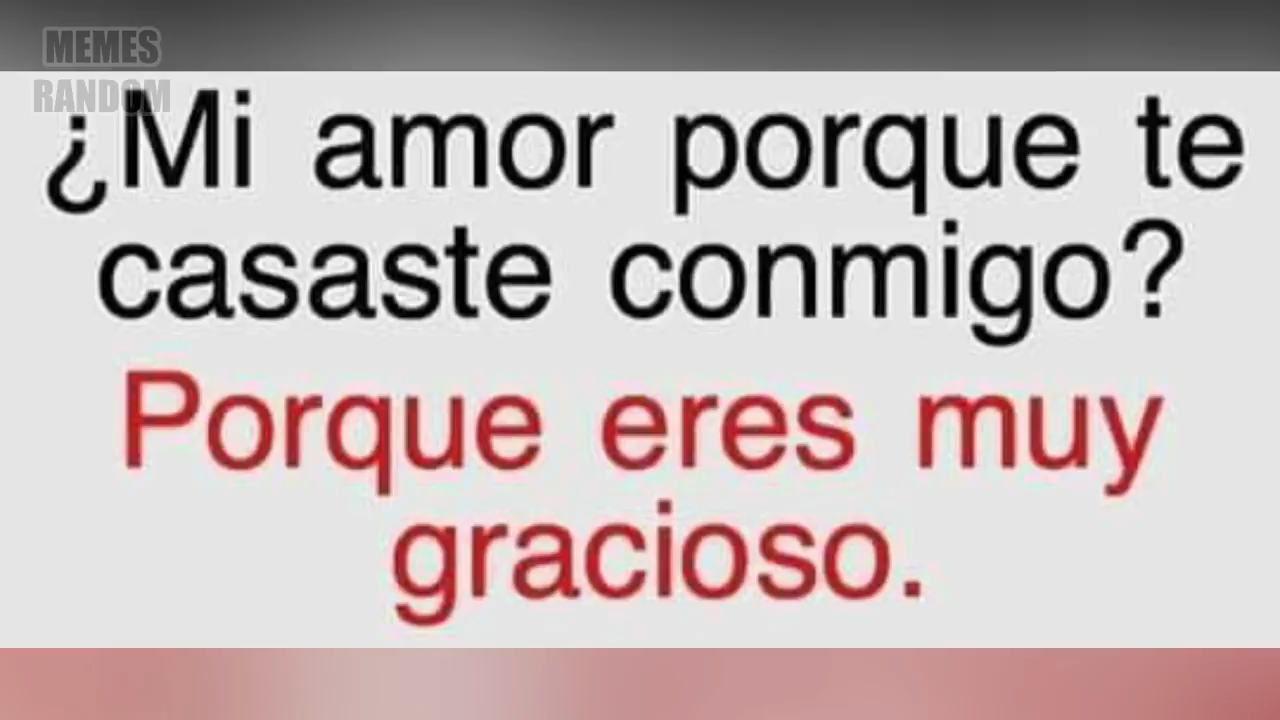 MEMES
RANDOM
¿Mi amor porque te
casaste conmigo?
Porque eres muy
gracioso.